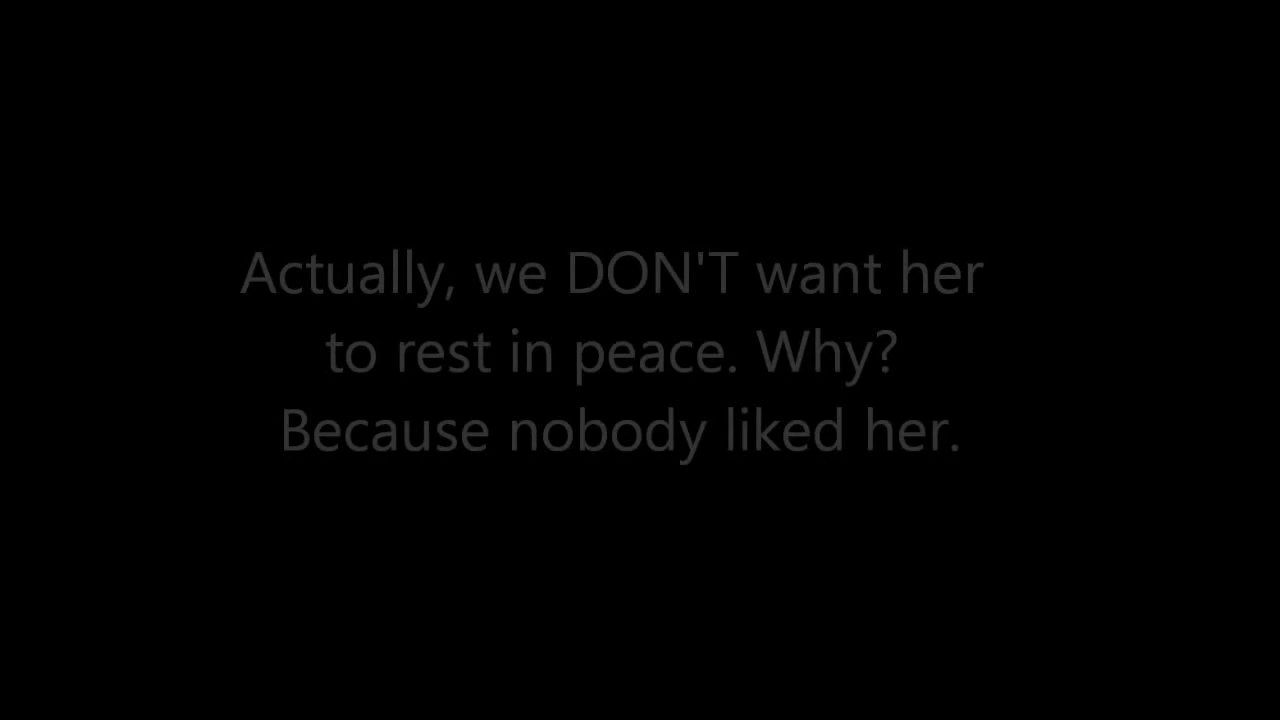 Actually, we DON'T want her
to rest in peace. Why?
Because nobody liked her.